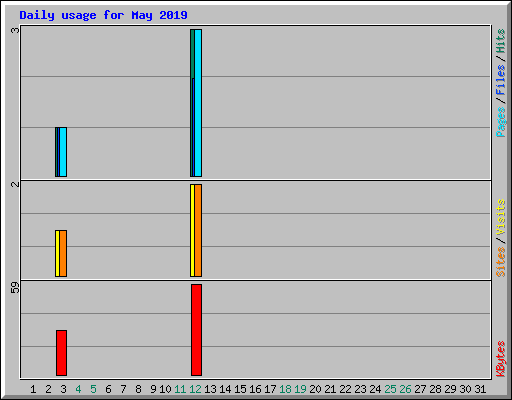 Daily usage for May 2019
3
Pages / Files / Hits
2
Sites / Visits
59
KBytes
1 2 3 4 5 6 7 8 9 10 11 12 13 14 15 16 17 18 19 20 21 22 23 24 25 26 27 28 29 30 31